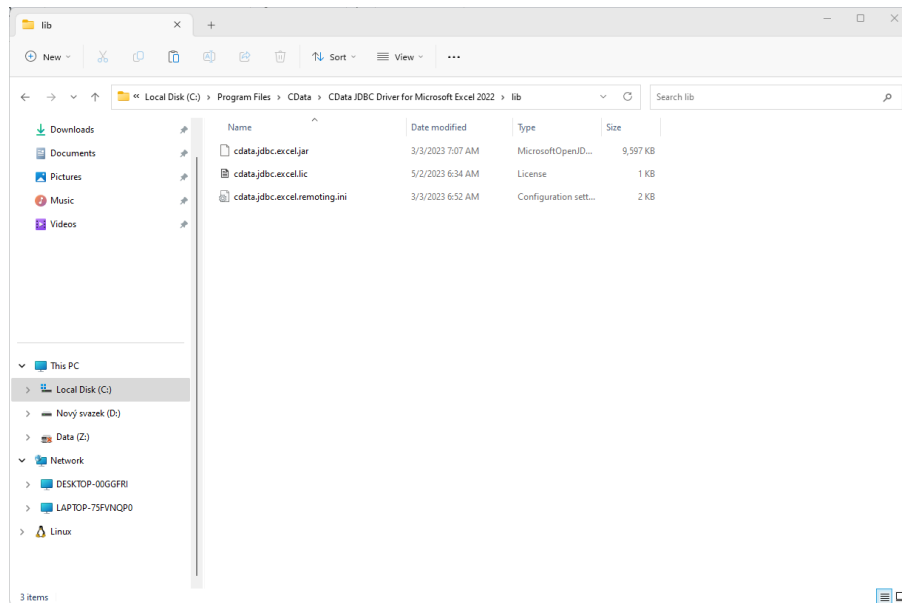 lib
New
Sort
View
« Local Disk (C:) > Program Files > CData > CData JDBC Driver for Microsoft Excel 2022 > lib
Search lib
Downloads
Documents
Pictures
Music
Videos
This PC
Local Disk (C:)
Nový svazek (D:)
Data (Z:)
Network
DESKTOP-00GGFRI
LAPTOP-75FVNQP0
Linux
Name Date modified Type Size
cdata.jdbc.excel.jar 3/3/2023 7:07 AM MicrosoftOpenJD... 9,597 KB
cdata.jdbc.excel.lic 5/2/2023 6:34 AM License 1 KB
cdata.jdbc.excel.remoting.ini 3/3/2023 6:52 AM Configuration sett... 2 KB
3 items